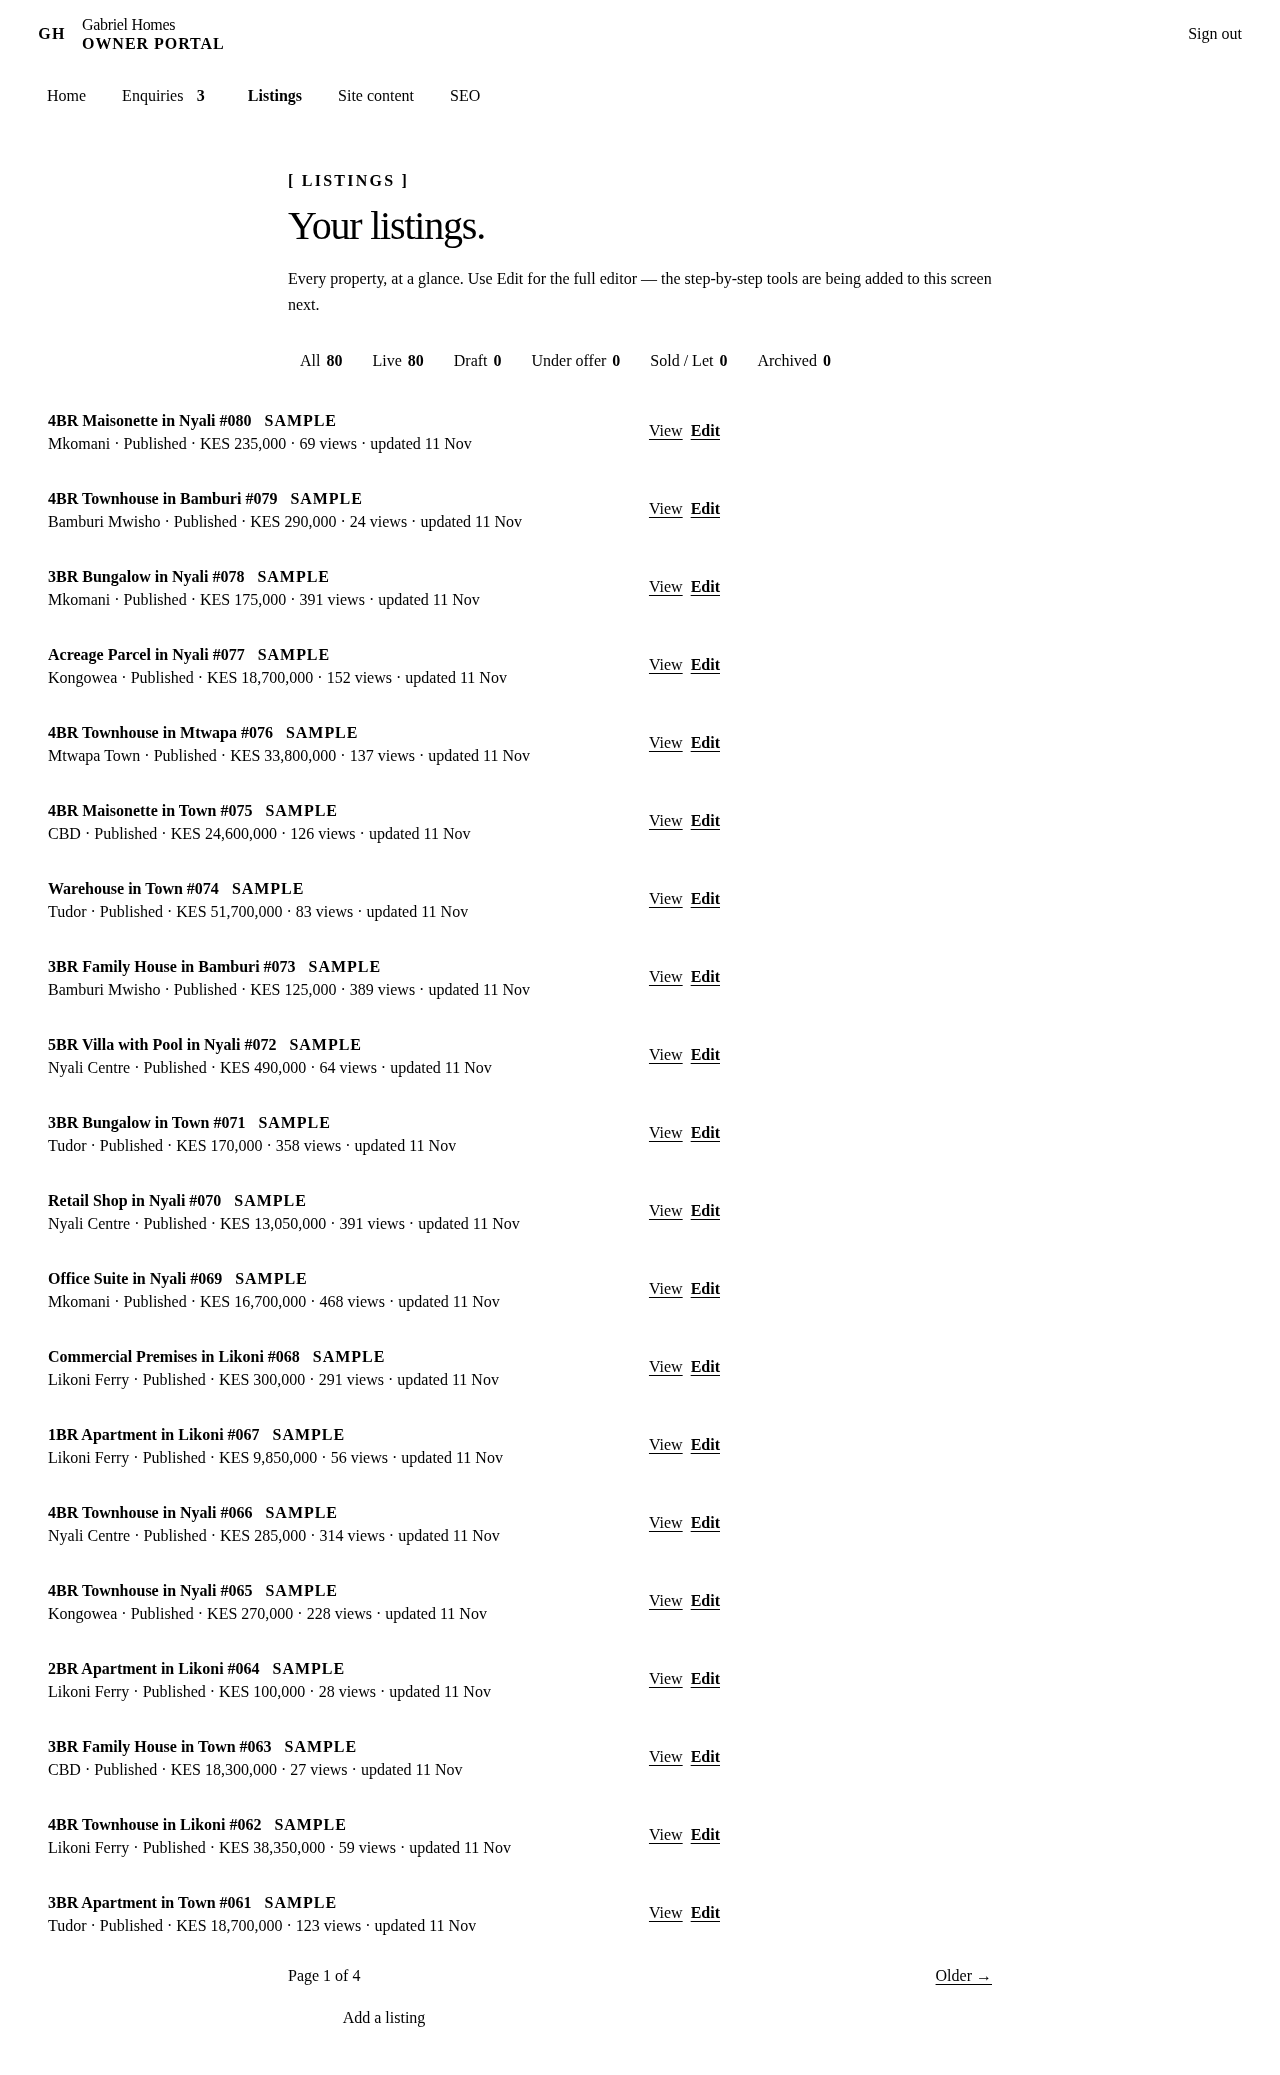 GH
Gabriel Homes
OWNER PORTAL
Sign out
Home Enquiries 3 Listings Site content SEO
[ LISTINGS ]
Your listings.
Every property, at a glance. Use Edit for the full editor — the step-by-step tools are being added to this screen
next.
All 80 Live 80 Draft 0 Under offer 0 Sold / Let 0 Archived 0
4BR Maisonette in Nyali #080 SAMPLE
Mkomani · Published · KES 235,000 · 69 views · updated 11 Nov
View Edit
4BR Townhouse in Bamburi #079 SAMPLE
Bamburi Mwisho · Published · KES 290,000 · 24 views · updated 11 Nov
View Edit
3BR Bungalow in Nyali #078 SAMPLE
Mkomani · Published · KES 175,000 · 391 views · updated 11 Nov
View Edit
Acreage Parcel in Nyali #077 SAMPLE
Kongowea · Published · KES 18,700,000 · 152 views · updated 11 Nov
View Edit
4BR Townhouse in Mtwapa #076 SAMPLE
Mtwapa Town · Published · KES 33,800,000 · 137 views · updated 11 Nov
View Edit
4BR Maisonette in Town #075 SAMPLE
CBD · Published · KES 24,600,000 · 126 views · updated 11 Nov
View Edit
Warehouse in Town #074 SAMPLE
Tudor · Published · KES 51,700,000 · 83 views · updated 11 Nov
View Edit
3BR Family House in Bamburi #073 SAMPLE
Bamburi Mwisho · Published · KES 125,000 · 389 views · updated 11 Nov
View Edit
5BR Villa with Pool in Nyali #072 SAMPLE
Nyali Centre · Published · KES 490,000 · 64 views · updated 11 Nov
View Edit
3BR Bungalow in Town #071 SAMPLE
Tudor · Published · KES 170,000 · 358 views · updated 11 Nov
View Edit
Retail Shop in Nyali #070 SAMPLE
Nyali Centre · Published · KES 13,050,000 · 391 views · updated 11 Nov
View Edit
Office Suite in Nyali #069 SAMPLE
Mkomani · Published · KES 16,700,000 · 468 views · updated 11 Nov
View Edit
Commercial Premises in Likoni #068 SAMPLE
Likoni Ferry · Published · KES 300,000 · 291 views · updated 11 Nov
View Edit
1BR Apartment in Likoni #067 SAMPLE
Likoni Ferry · Published · KES 9,850,000 · 56 views · updated 11 Nov
View Edit
4BR Townhouse in Nyali #066 SAMPLE
Nyali Centre · Published · KES 285,000 · 314 views · updated 11 Nov
View Edit
4BR Townhouse in Nyali #065 SAMPLE
Kongowea · Published · KES 270,000 · 228 views · updated 11 Nov
View Edit
2BR Apartment in Likoni #064 SAMPLE
Likoni Ferry · Published · KES 100,000 · 28 views · updated 11 Nov
View Edit
3BR Family House in Town #063 SAMPLE
CBD · Published · KES 18,300,000 · 27 views · updated 11 Nov
View Edit
4BR Townhouse in Likoni #062 SAMPLE
Likoni Ferry · Published · KES 38,350,000 · 59 views · updated 11 Nov
View Edit
3BR Apartment in Town #061 SAMPLE
Tudor · Published · KES 18,700,000 · 123 views · updated 11 Nov
View Edit
Page 1 of 4
Older →
Add a listing